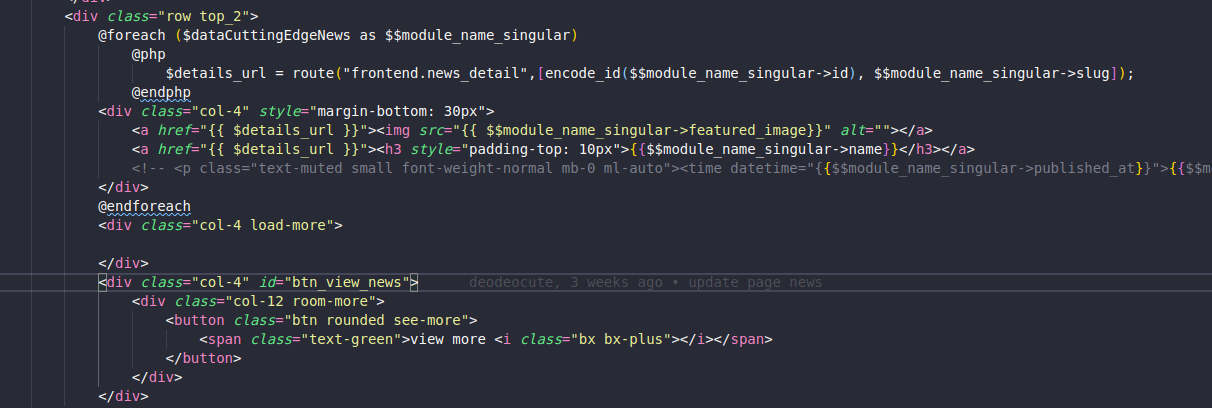 </div>
<div class="row top_2">
@foreach ($dataCuttingEdgeNews as $$module_name_singular)
@php
$details_url = route("frontend.news_detail",[encode_id($$module_name_singular->id), $$module_name_singular->slug]);
@endphp
<div class="col-4" style="margin-bottom: 30px">
<a href="{{ $details_url }}"><img src="{{ $$module_name_singular->featured_image}}" alt=""></a>
<a href="{{ $details_url }}"><h3 style="padding-top: 10px">{{$$module_name_singular->name}}</h3></a>
<!-- <p class="text-muted small font-weight-normal mb-0 ml-auto"><time datetime="{{$$module_name_singular->published_at}}">{{$$m
</div>
@endforeach
<div class="col-4 load-more">
</div>
<div class="col-4" id="btn_view_news"> deodeocute, 3 weeks ago • update page news
<div class="col-12 room-more">
<button class="btn rounded see-more">
<span class="text-green">view more <i class="bx bx-plus"></i></span>
</button>
</div>
</div>